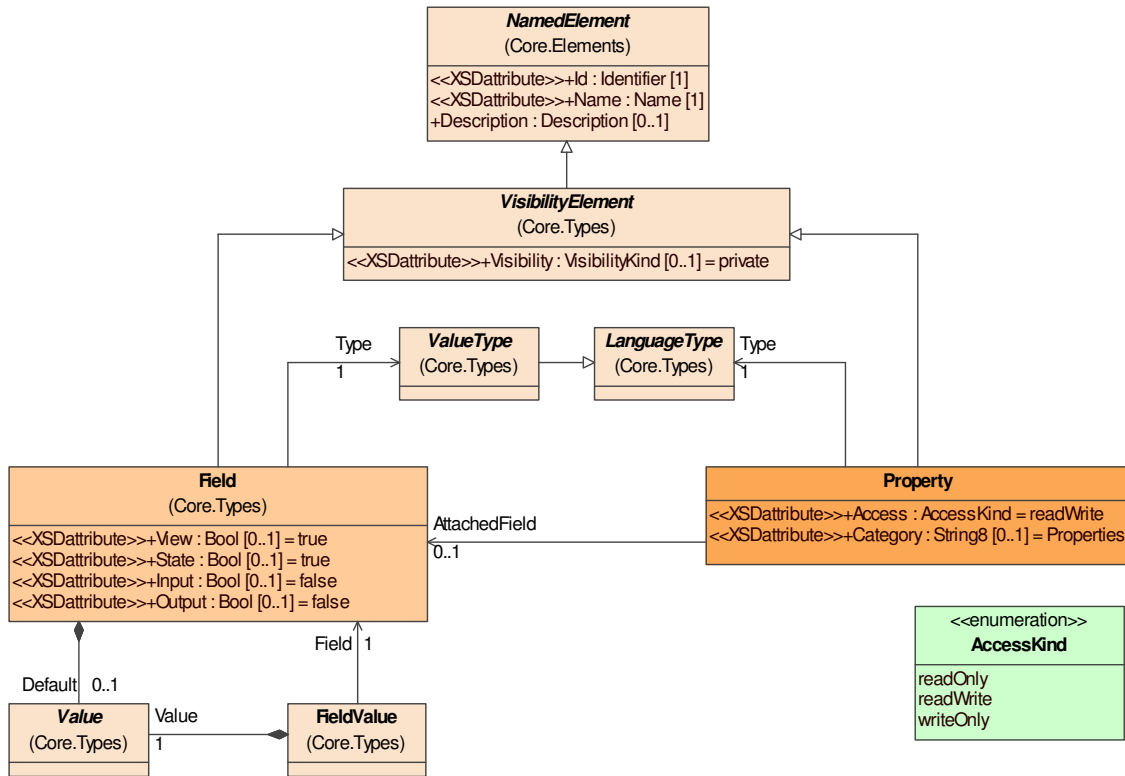 NamedElement
(Core.Elements)
<<XSDattribute>>+Id : Identifier [1]
<<XSDattribute>>+Name : Name [1]
+Description : Description [0..1]
VisibilityElement
(Core.Types)
<<XSDattribute>>+Visibility : VisibilityKind [0..1] = private
Type
1
ValueType
(Core.Types)
LanguageType
(Core.Types)
Type
1
Field
(Core.Types)
<<XSDattribute>>+View : Bool [0..1] = true
<<XSDattribute>>+State : Bool [0..1] = true
<<XSDattribute>>+Input : Bool [0..1] = false
<<XSDattribute>>+Output : Bool [0..1] = false
AttachedField
0..1
Property
<<XSDattribute>>+Access : AccessKind = readWrite
<<XSDattribute>>+Category : String8 [0..1] = Properties
Default 0..1
Field 1
Value
(Core.Types)
Value
1
FieldValue
(Core.Types)
<<enumeration>>
AccessKind
readOnly
readWrite
writeOnly